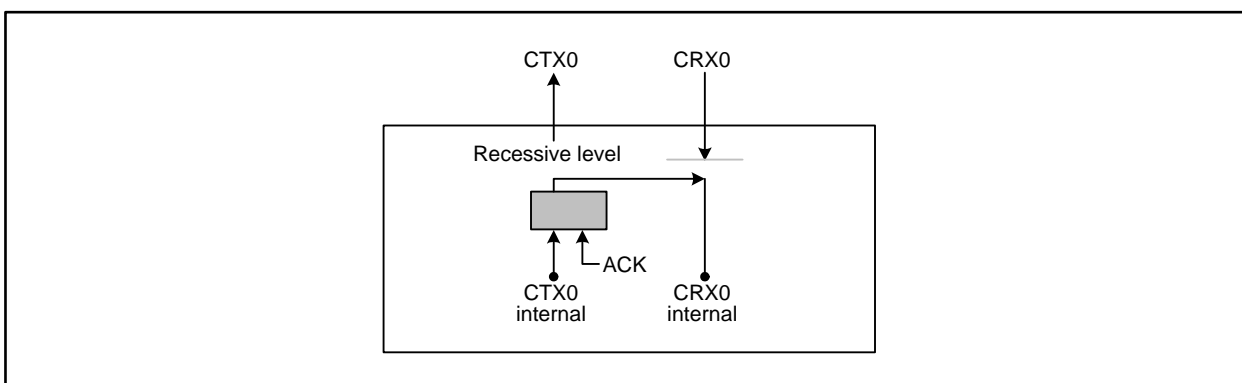 CTX0
CRX0
Recessive level
ACK
CTX0
internal
CRX0
internal